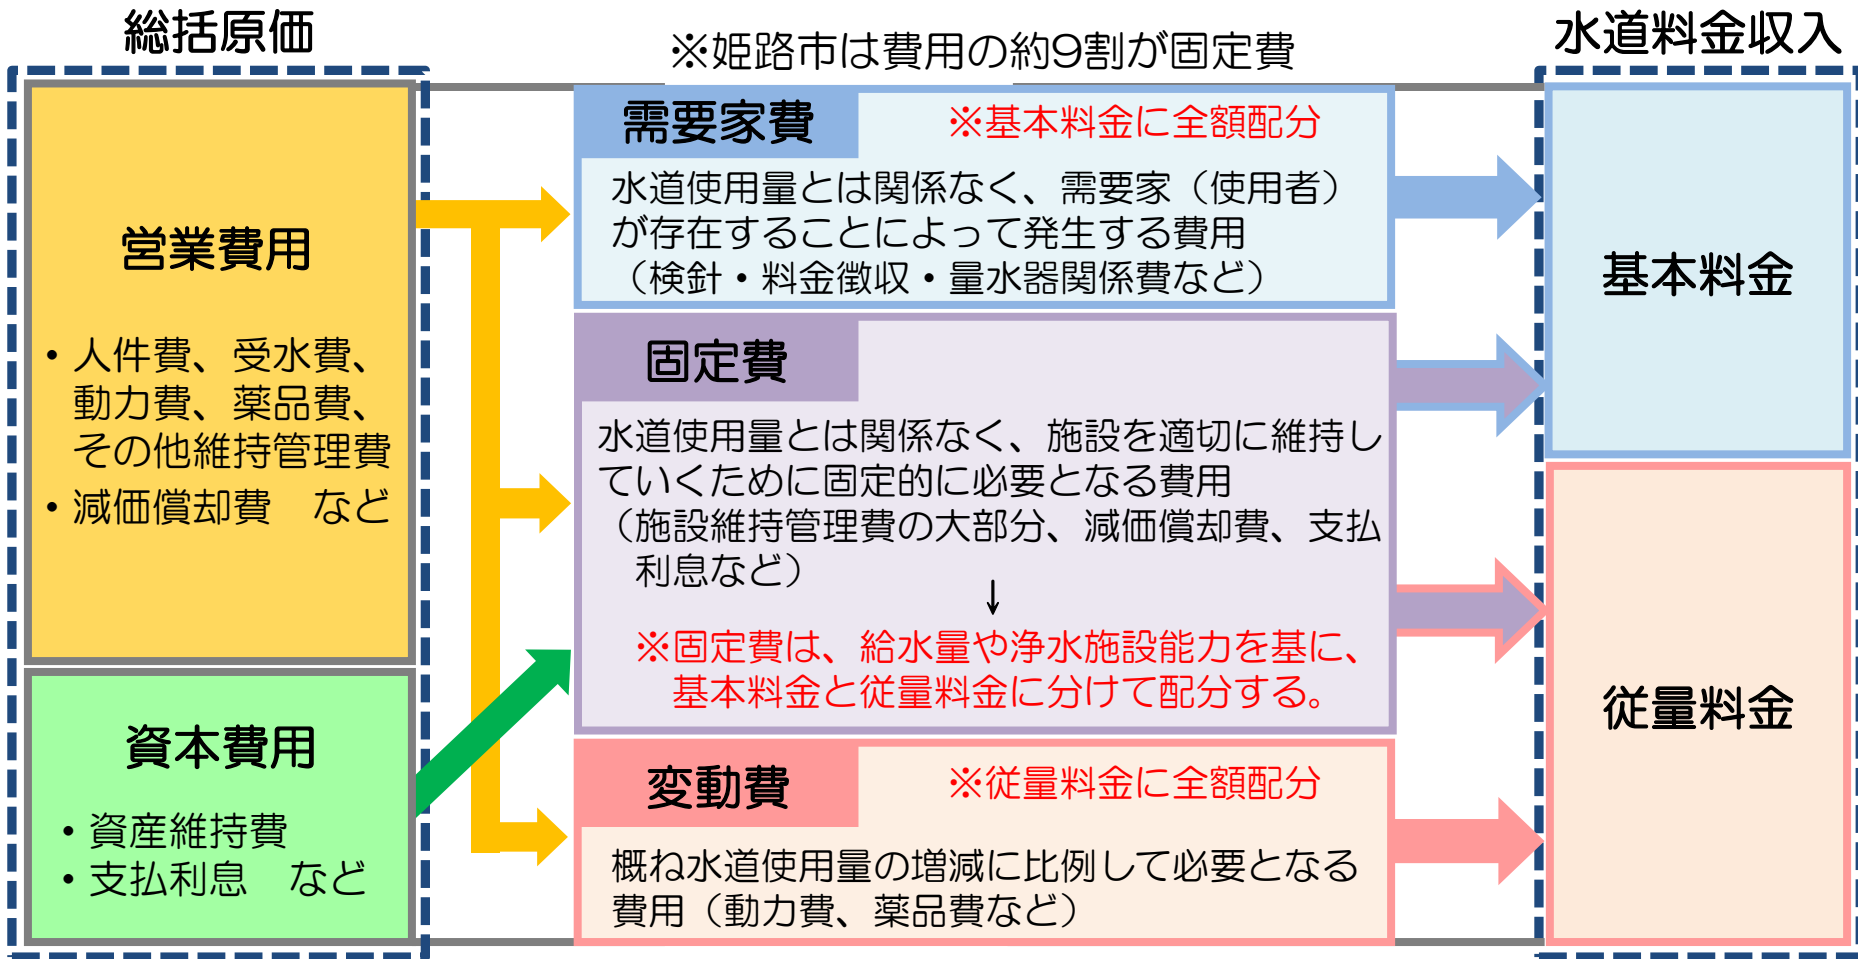 総括原価
※姫路市は費用の約9割が固定費
水道料金収入
営業費用
・人件費、受水費、
動力費、薬品費、
その他維持管理費
・減価償却費　など
資本費用
・資産維持費
・支払利息　など
需要家費
※基本料金に全額配分
水道使用量とは関係なく、需要家（使用者）
が存在することによって発生する費用
（検針・料金徴収・量水器関係費など）
固定費
水道使用量とは関係なく、施設を適切に維持し
ていくために固定的に必要となる費用
（施設維持管理費の大部分、減価償却費、支払
利息など）
↓
※固定費は、給水量や浄水施設能力を基に、
基本料金と従量料金に分けて配分する。
変動費
※従量料金に全額配分
概ね水道使用量の増減に比例して必要となる
費用（動力費、薬品費など）
基本料金
従量料金